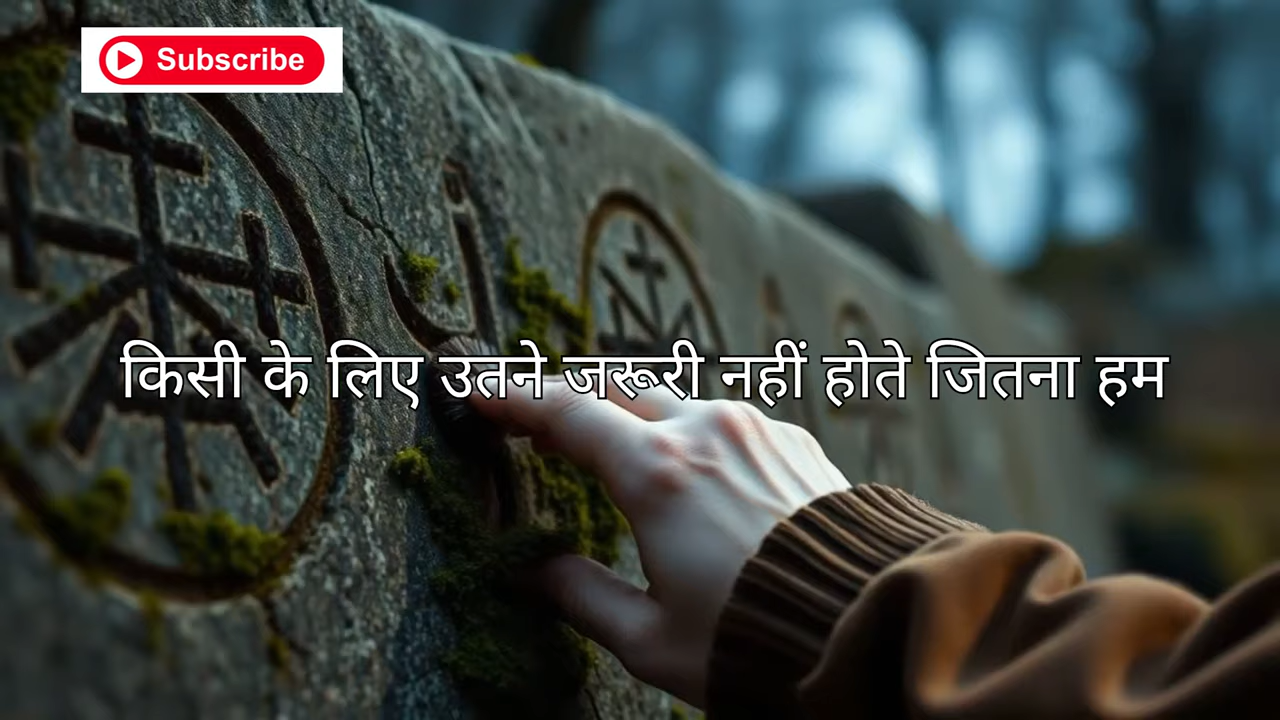 Subscribe
किसी के लिए उतने जरूरी नहीं होते जितना हम